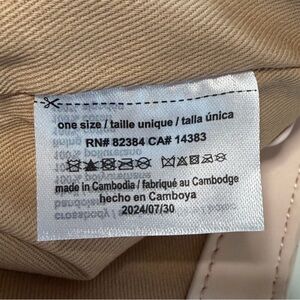 one size / taille unique / talla única
RN# 82384 CA# 14383
made in Cambodia / fabriqué au Cambodge
hecho en Camboya
2024/07/30